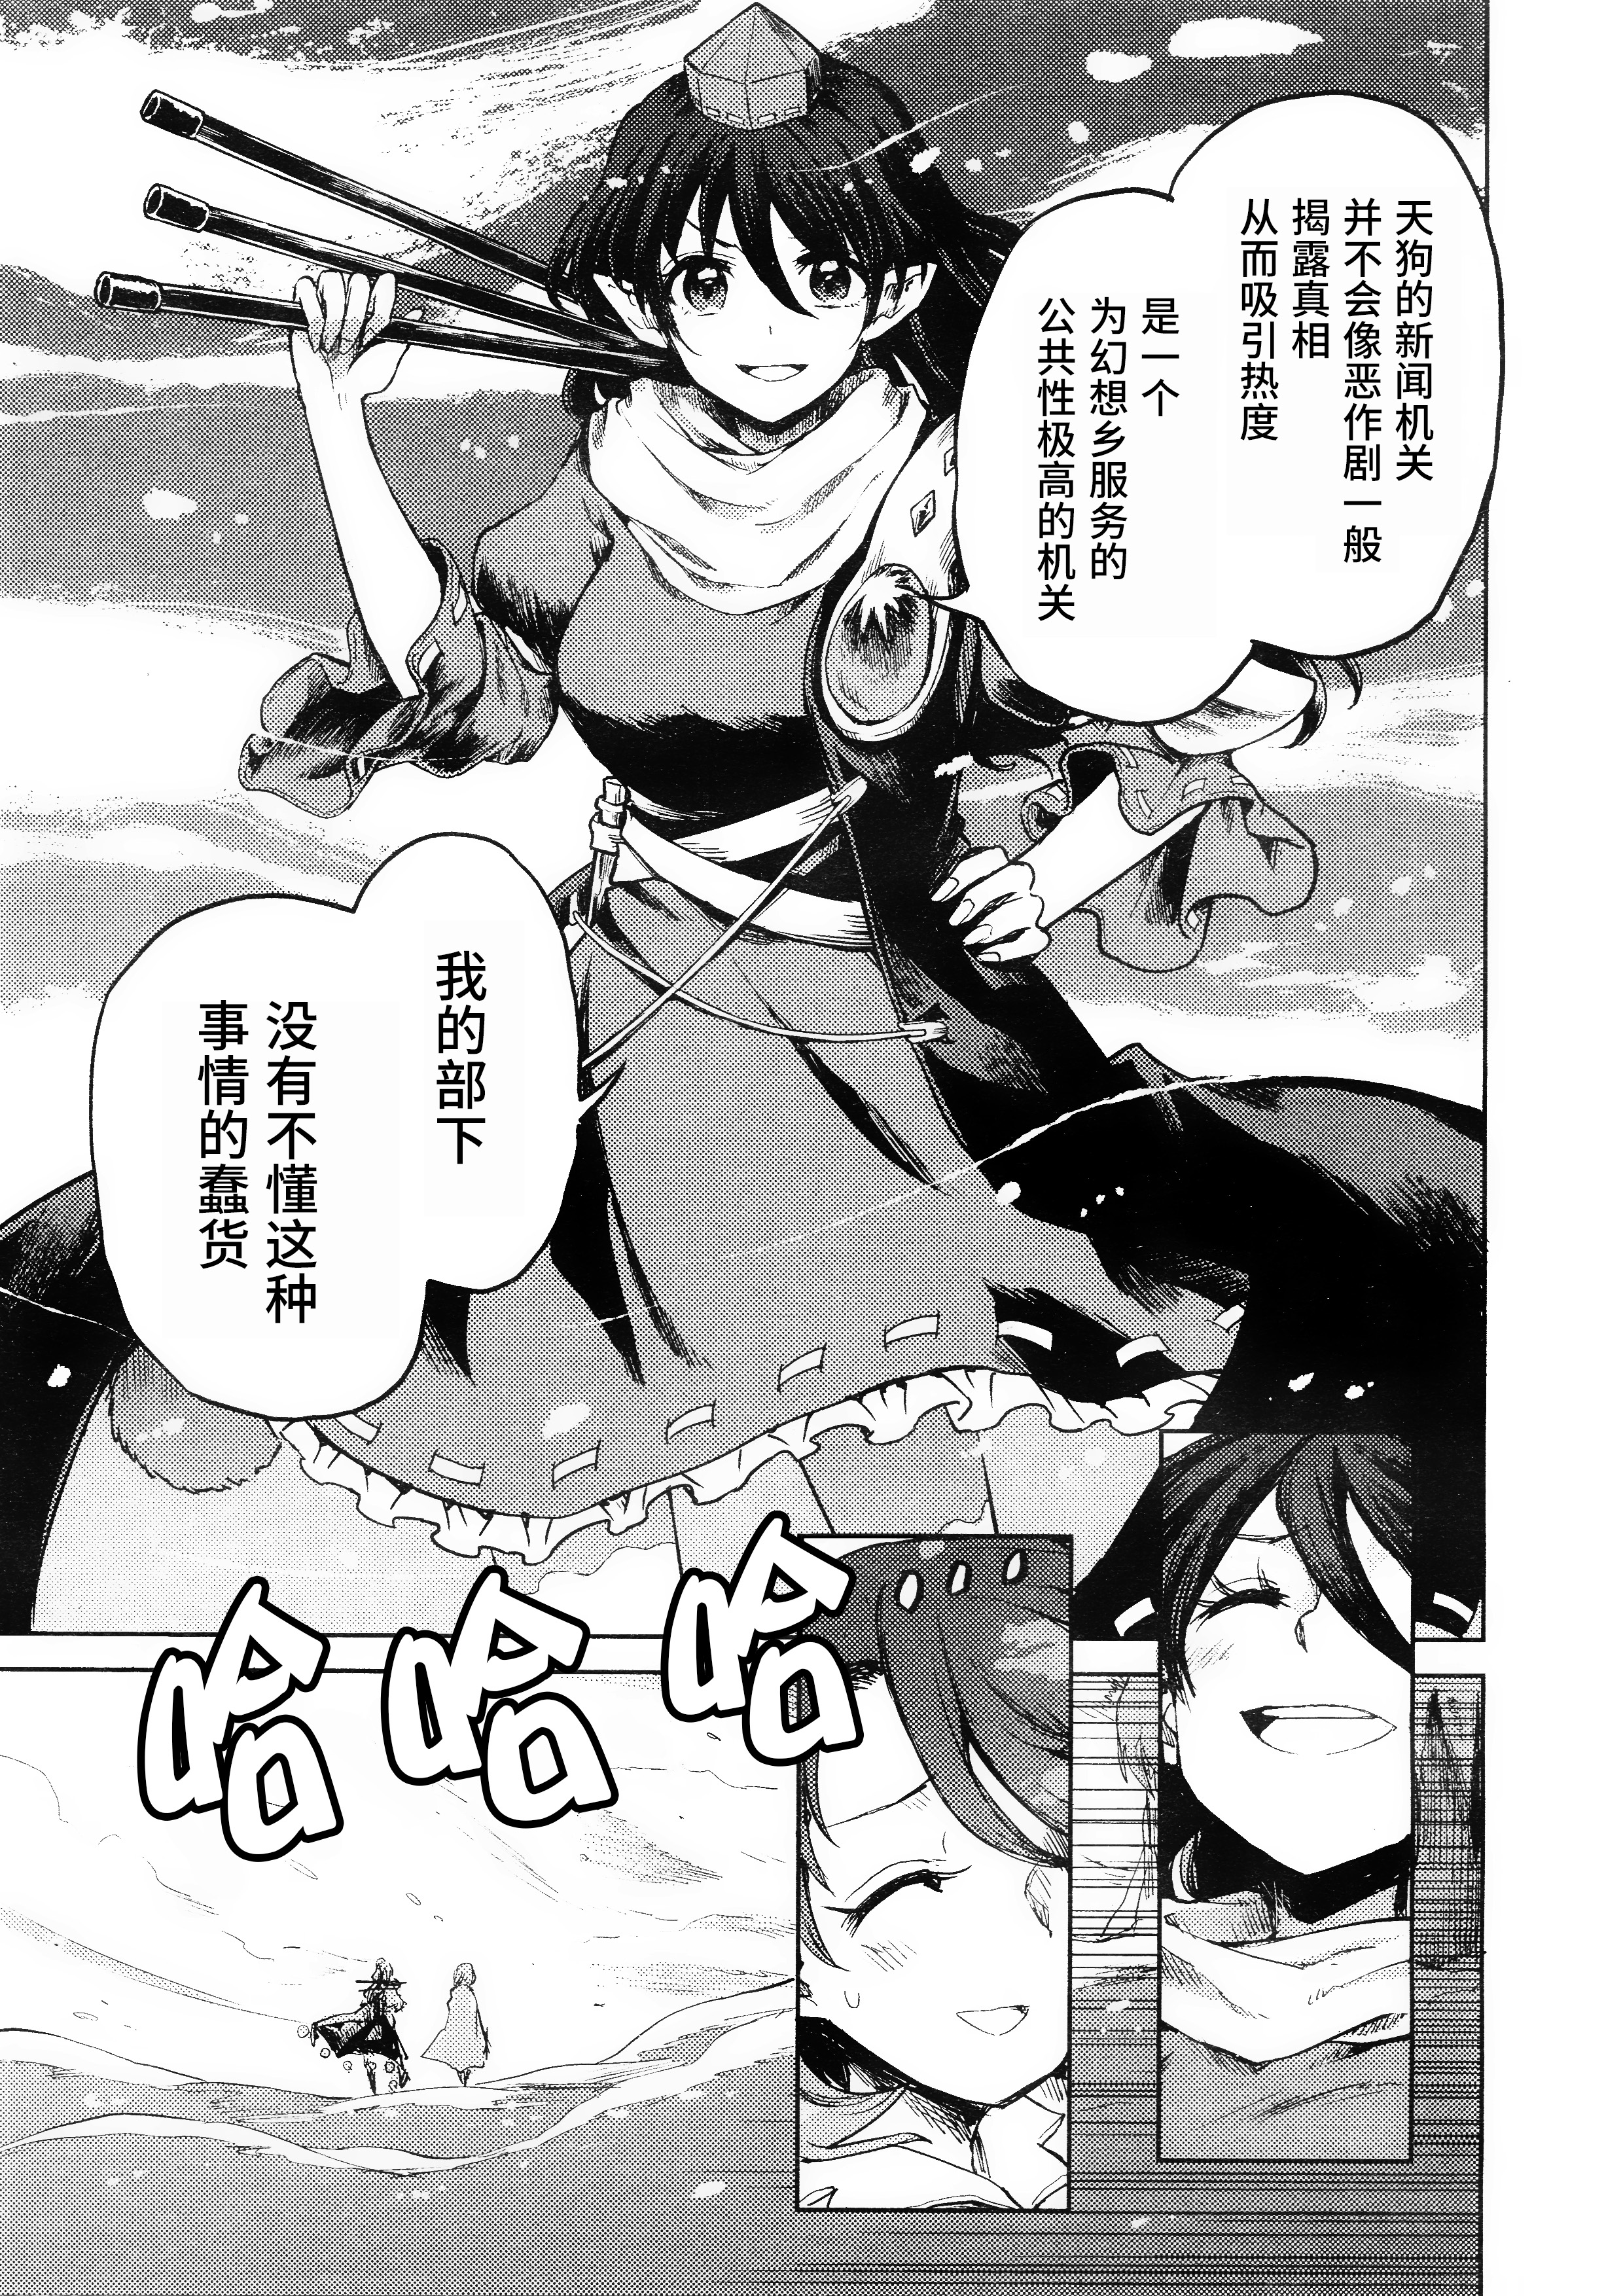 天狗的新闻机关
并不会像恶作剧一般
揭露真相
从而吸引热度
是一个
为幻想乡服务的
公共性极高的机关
我的部下
没有不懂这种
事情的蠢货
哈
哈
哈